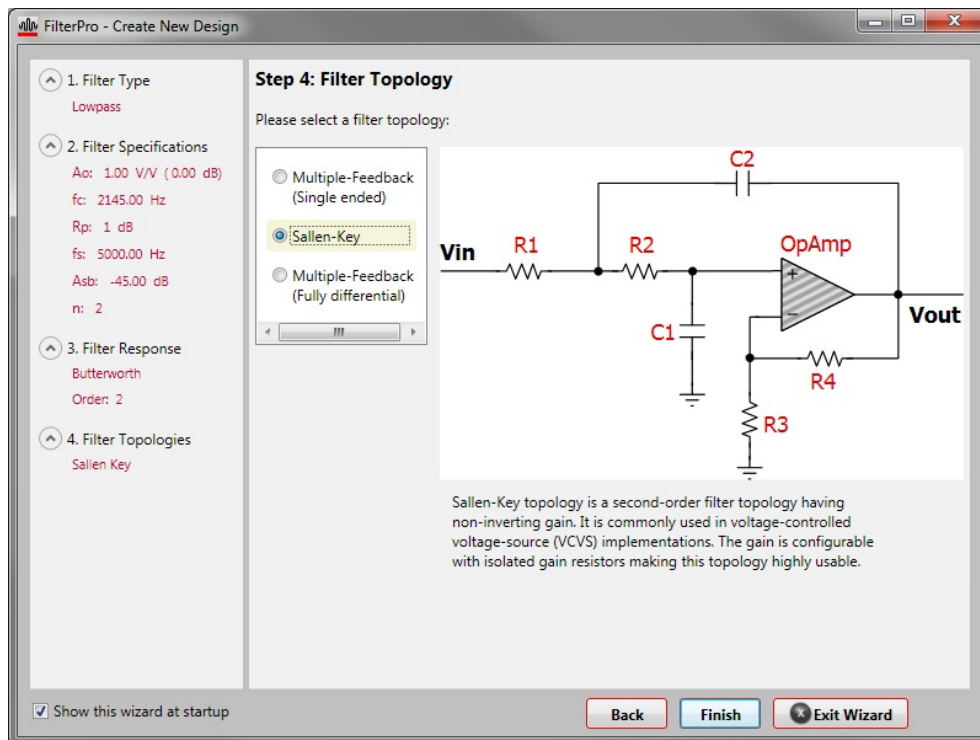 FilterPro - Create New Design
1. Filter Type
Lowpass
2. Filter Specifications
Ao: 1.00 V/V ( 0.00 dB)
fc: 2145.00 Hz
Rp: 1 dB
fs: 5000.00 Hz
Asb: -45.00 dB
n: 2
3. Filter Response
Butterworth
Order: 2
4. Filter Topologies
Sallen Key
Step 4: Filter Topology
Please select a filter topology:
Multiple-Feedback
(Single ended)
Sallen-Key
Multiple-Feedback
(Fully differential)
C2
Vin
R1
R2
OpAmp
C1
Vout
R4
R3
Sallen-Key topology is a second-order filter topology having
non-inverting gain. It is commonly used in voltage-controlled
voltage-source (VCVS) implementations. The gain is configurable
with isolated gain resistors making this topology highly usable.
Show this wizard at startup
Back
Finish
Exit Wizard